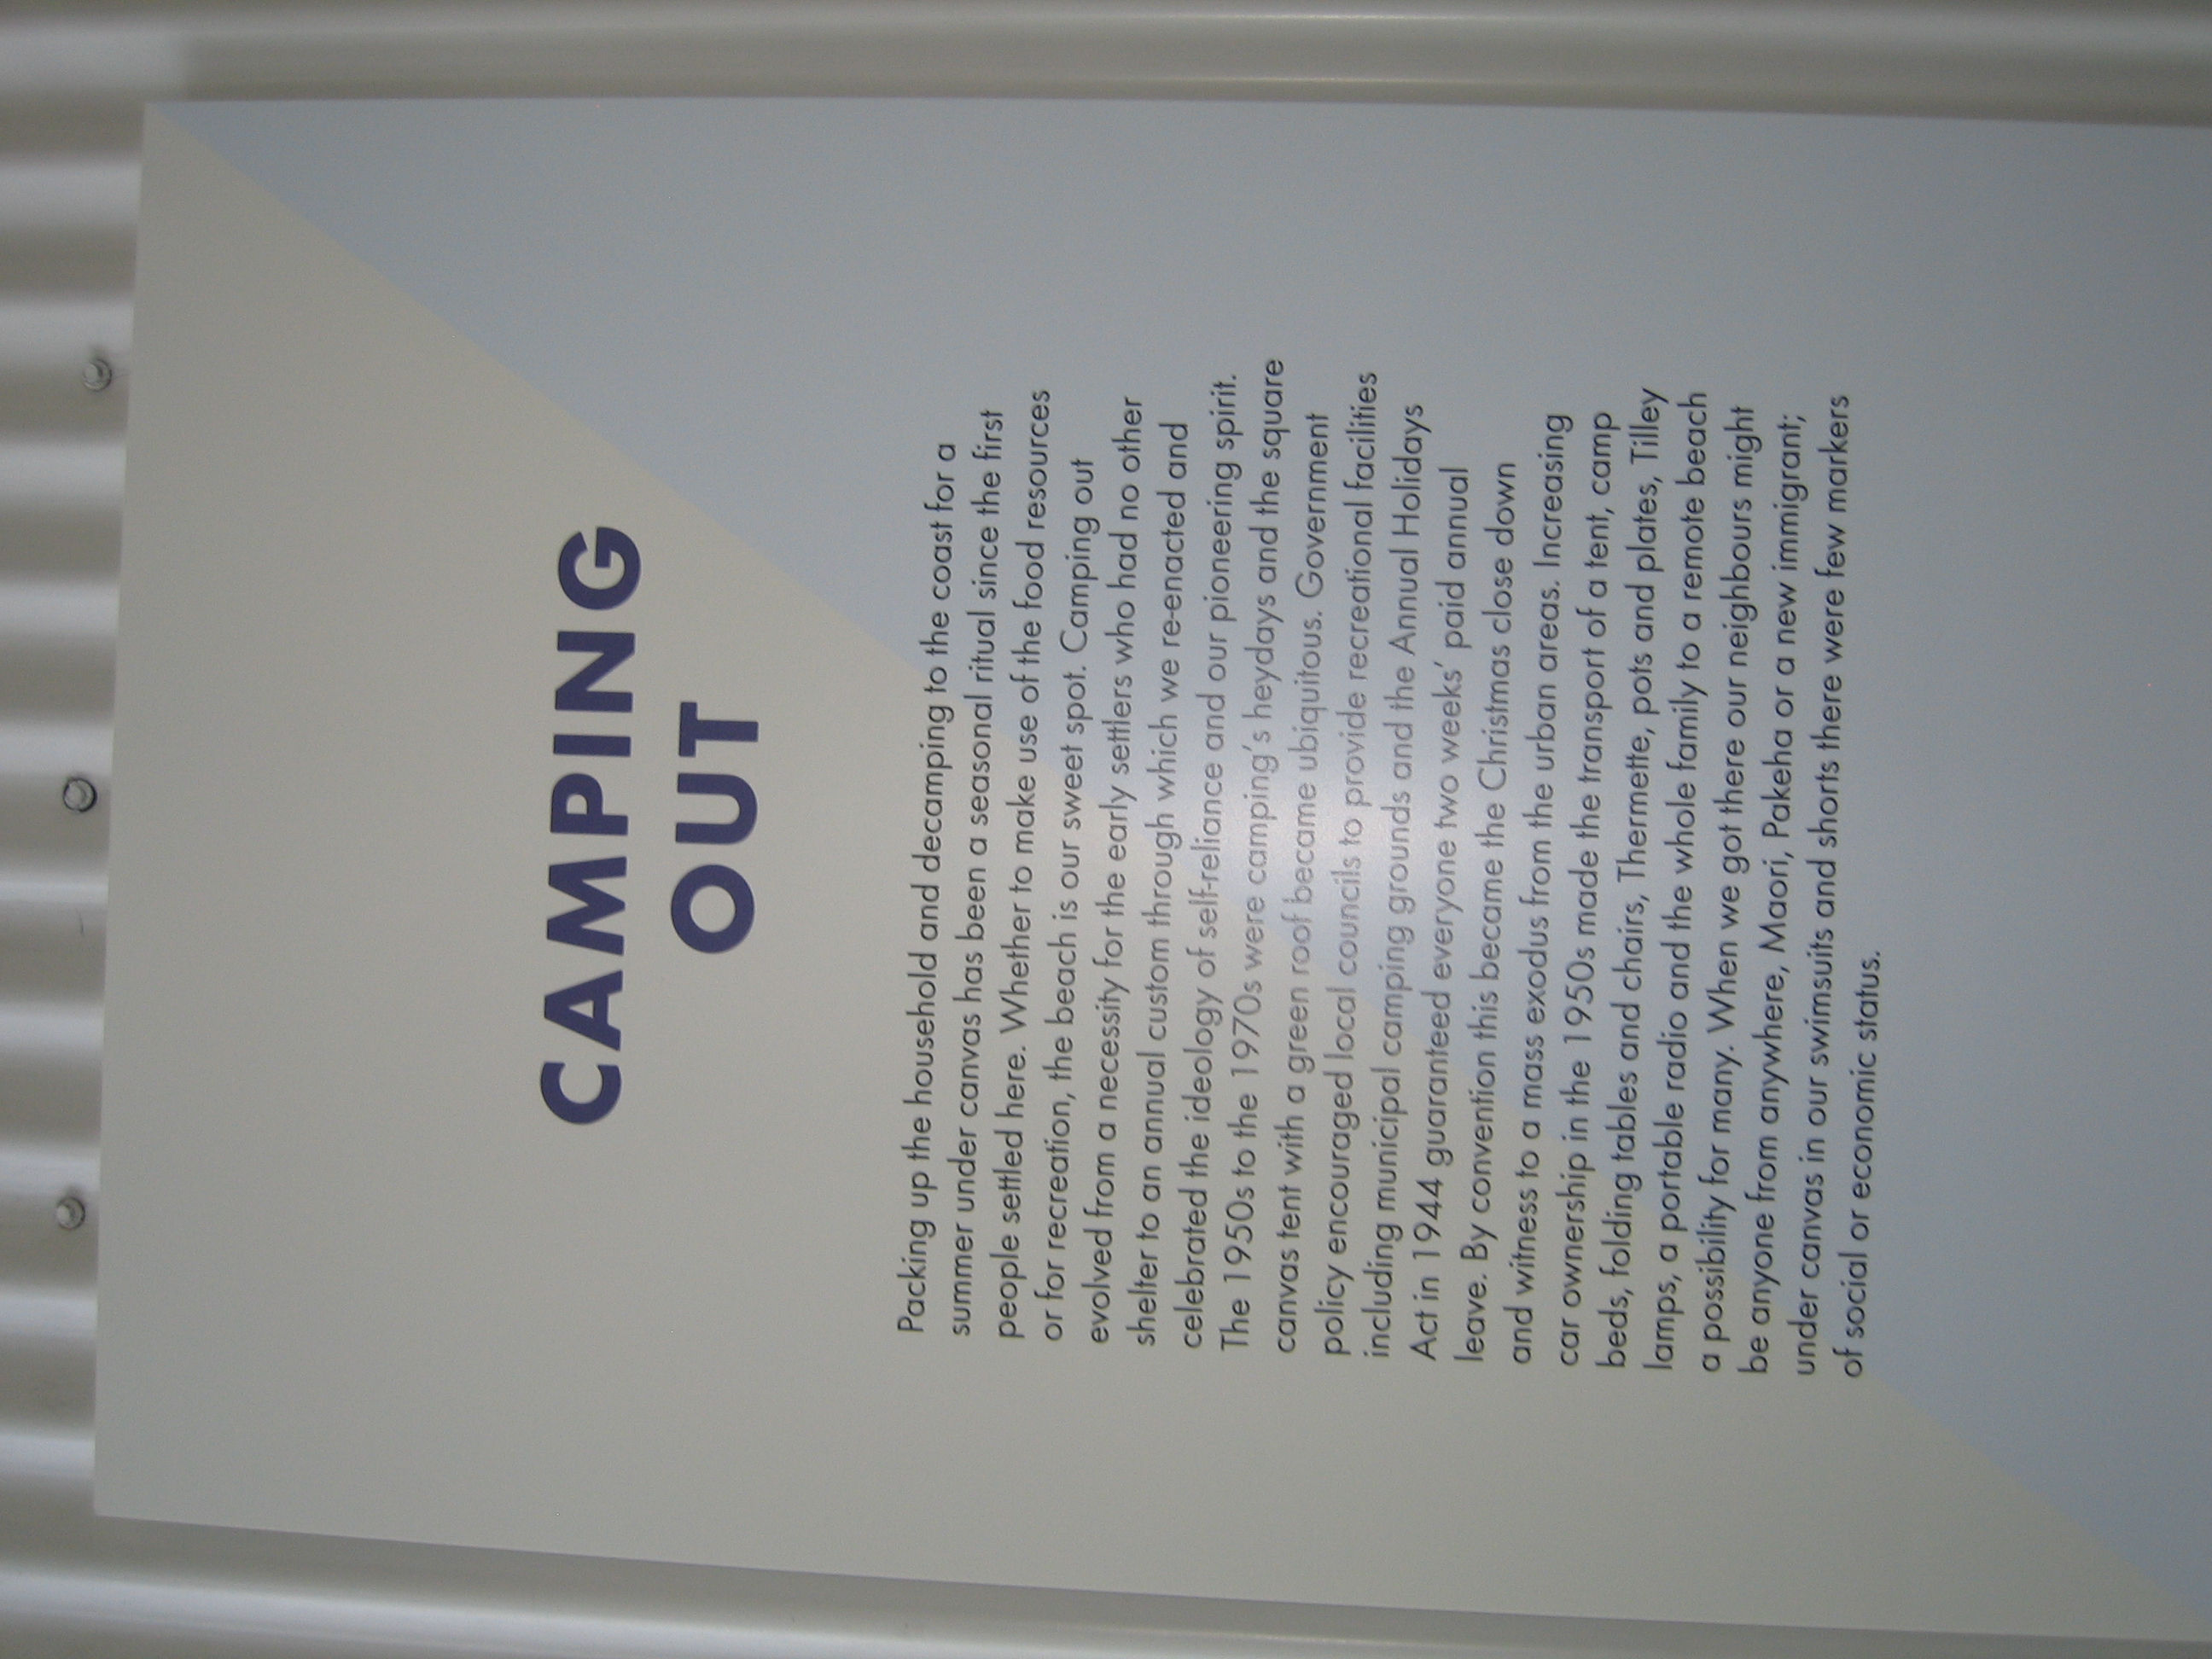 CAMPING
OUT
Packing up the household and decamping to the coast for a
summer under canvas has been a seasonal ritual since the first
people settled here. Whether to make use of the food resources
or for recreation, the beach is our sweet spot. Camping out
evolved from a necessity for the early settlers who had no other
shelter to an annual custom through which we re-enacted and
celebrated the ideology of self-reliance and our pioneering spirit.
The 1950s to the 1970s were camping's heydays and the square
canvas tent with a green roof became ubiquitous. Government
policy encouraged local councils to provide recreational facilities
including municipal camping grounds and the Annual Holidays
Act in 1944 guaranteed everyone two weeks' paid annual
leave. By convention this became the Christmas close down
and witness to a mass exodus from the urban areas. Increasing
car ownership in the 1950s made the transport of a tent, camp
beds, folding tables and chairs, Thermette, pots and plates, Tilley
lamps, a portable radio and the whole family to a remote beach
a possibility for many. When we got there our neighbours might
be anyone from anywhere, Maori, Pakeha or a new immigrant;
under canvas in our swimsuits and shorts there were few markers
of social or economic status.